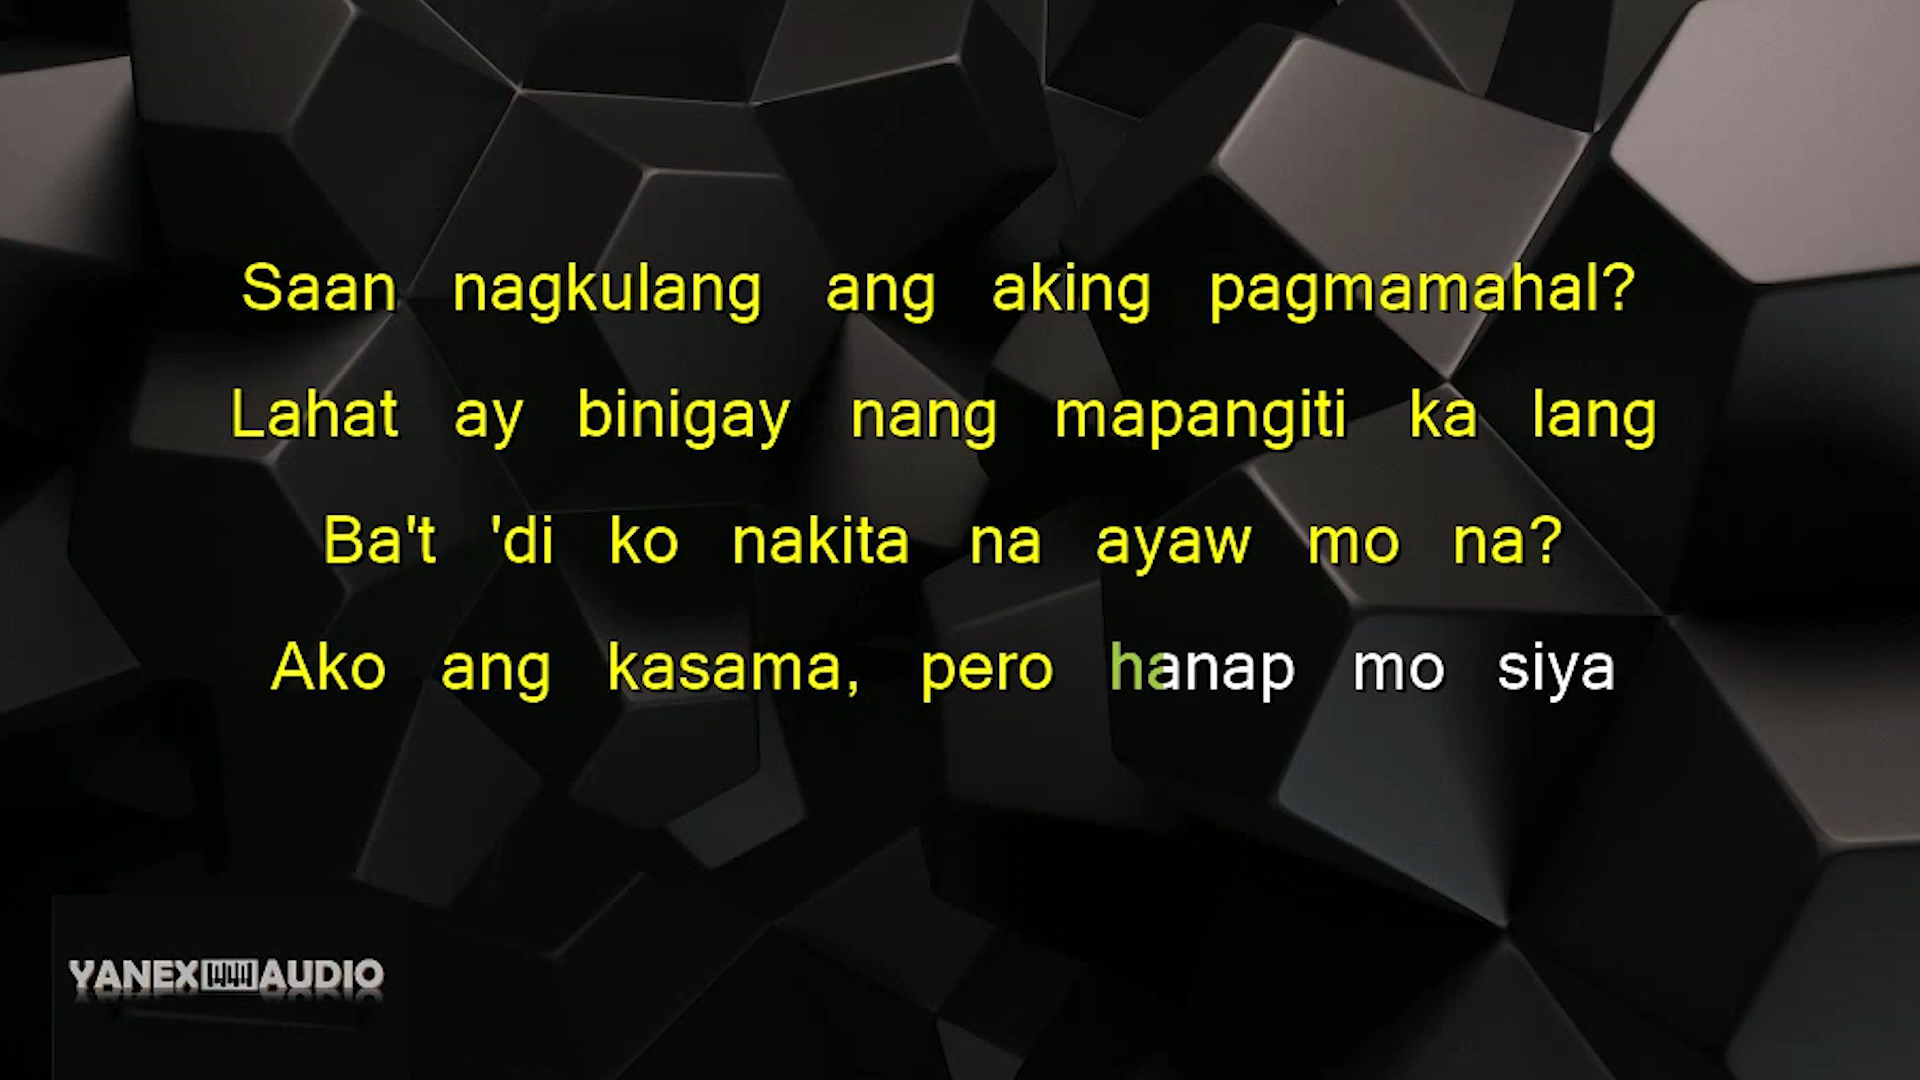 Saan nagkulang ang aking pagmamahal?
Lahat ay binigay nang mapangiti ka lang
Ba't 'di ko nakita na ayaw mo na?
Ako ang kasama, pero hanap mo siya
YANEX AUDIO